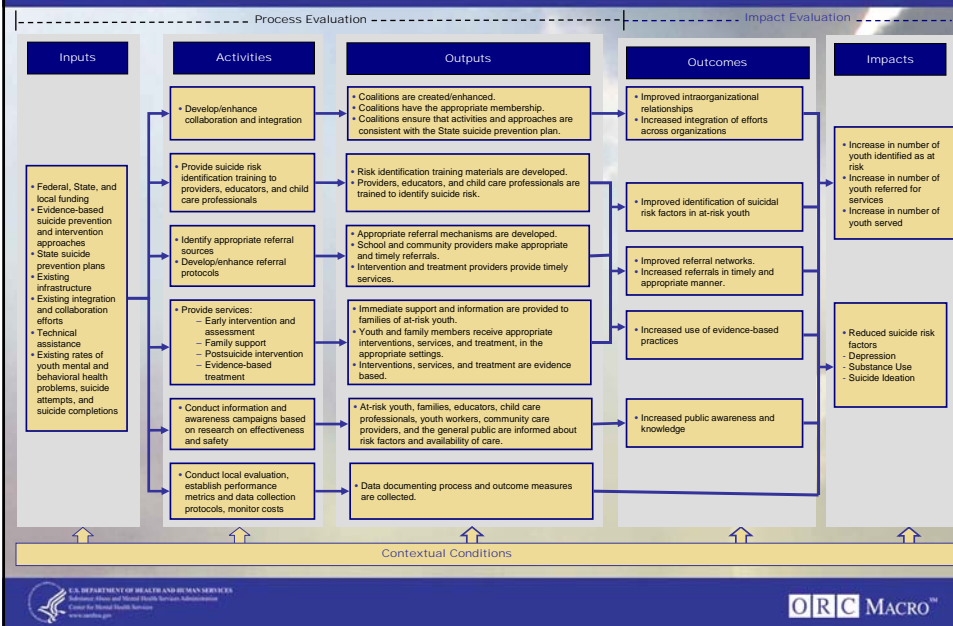 Process Evaluation
Impact Evaluation
Inputs
Activities
Outputs
Outcomes
Impacts
• Federal, State, and
local funding
• Evidence-based
suicide prevention
and intervention
approaches
• State suicide
prevention plans
• Existing
infrastructure
• Existing integration
and collaboration
efforts
• Technical
assistance
• Existing rates of
youth mental and
behavioral health
problems, suicide
attempts, and
suicide completions
• Develop/enhance
collaboration and integration
• Provide suicide risk
identification training to
providers, educators, and child
care professionals
• Identify appropriate referral
sources
• Develop/enhance referral
protocols
• Provide services:
– Early intervention and
assessment
– Family support
– Postsuicide intervention
– Evidence-based
treatment
• Conduct information and
awareness campaigns based
on research on effectiveness
and safety
• Conduct local evaluation,
establish performance
metrics and data collection
protocols, monitor costs
• Coalitions are created/enhanced.
• Coalitions have the appropriate membership.
• Coalitions ensure that activities and approaches are
consistent with the State suicide prevention plan.
• Risk identification training materials are developed.
• Providers, educators, and child care professionals are
trained to identify suicide risk.
• Appropriate referral mechanisms are developed.
• School and community providers make appropriate
and timely referrals.
• Intervention and treatment providers provide timely
services.
• Immediate support and information are provided to
families of at-risk youth.
• Youth and family members receive appropriate
interventions, services, and treatment, in the
appropriate settings.
• Interventions, services, and treatment are evidence
based.
• At-risk youth, families, educators, child care
professionals, youth workers, community care
providers, and the general public are informed about
risk factors and availability of care.
• Data documenting process and outcome measures
are collected.
• Improved intraorganizational
relationships
• Increased integration of efforts
across organizations
• Improved identification of suicidal
risk factors in at-risk youth
• Improved referral networks.
• Increased referrals in timely and
appropriate manner.
• Increased use of evidence-based
practices
• Increased public awareness and
knowledge
• Increase in number of
youth identified as at
risk
• Increase in number of
youth referred for
services
• Increase in number of
youth served
• Reduced suicide risk
factors
- Depression
- Substance Use
- Suicide Ideation
Contextual Conditions
U.S. DEPARTMENT OF HEALTH AND HUMAN SERVICES
Substance Abuse and Mental Health Services Administration
Center for Mental Health Services
www.samhsa.gov
ORC MACRO™